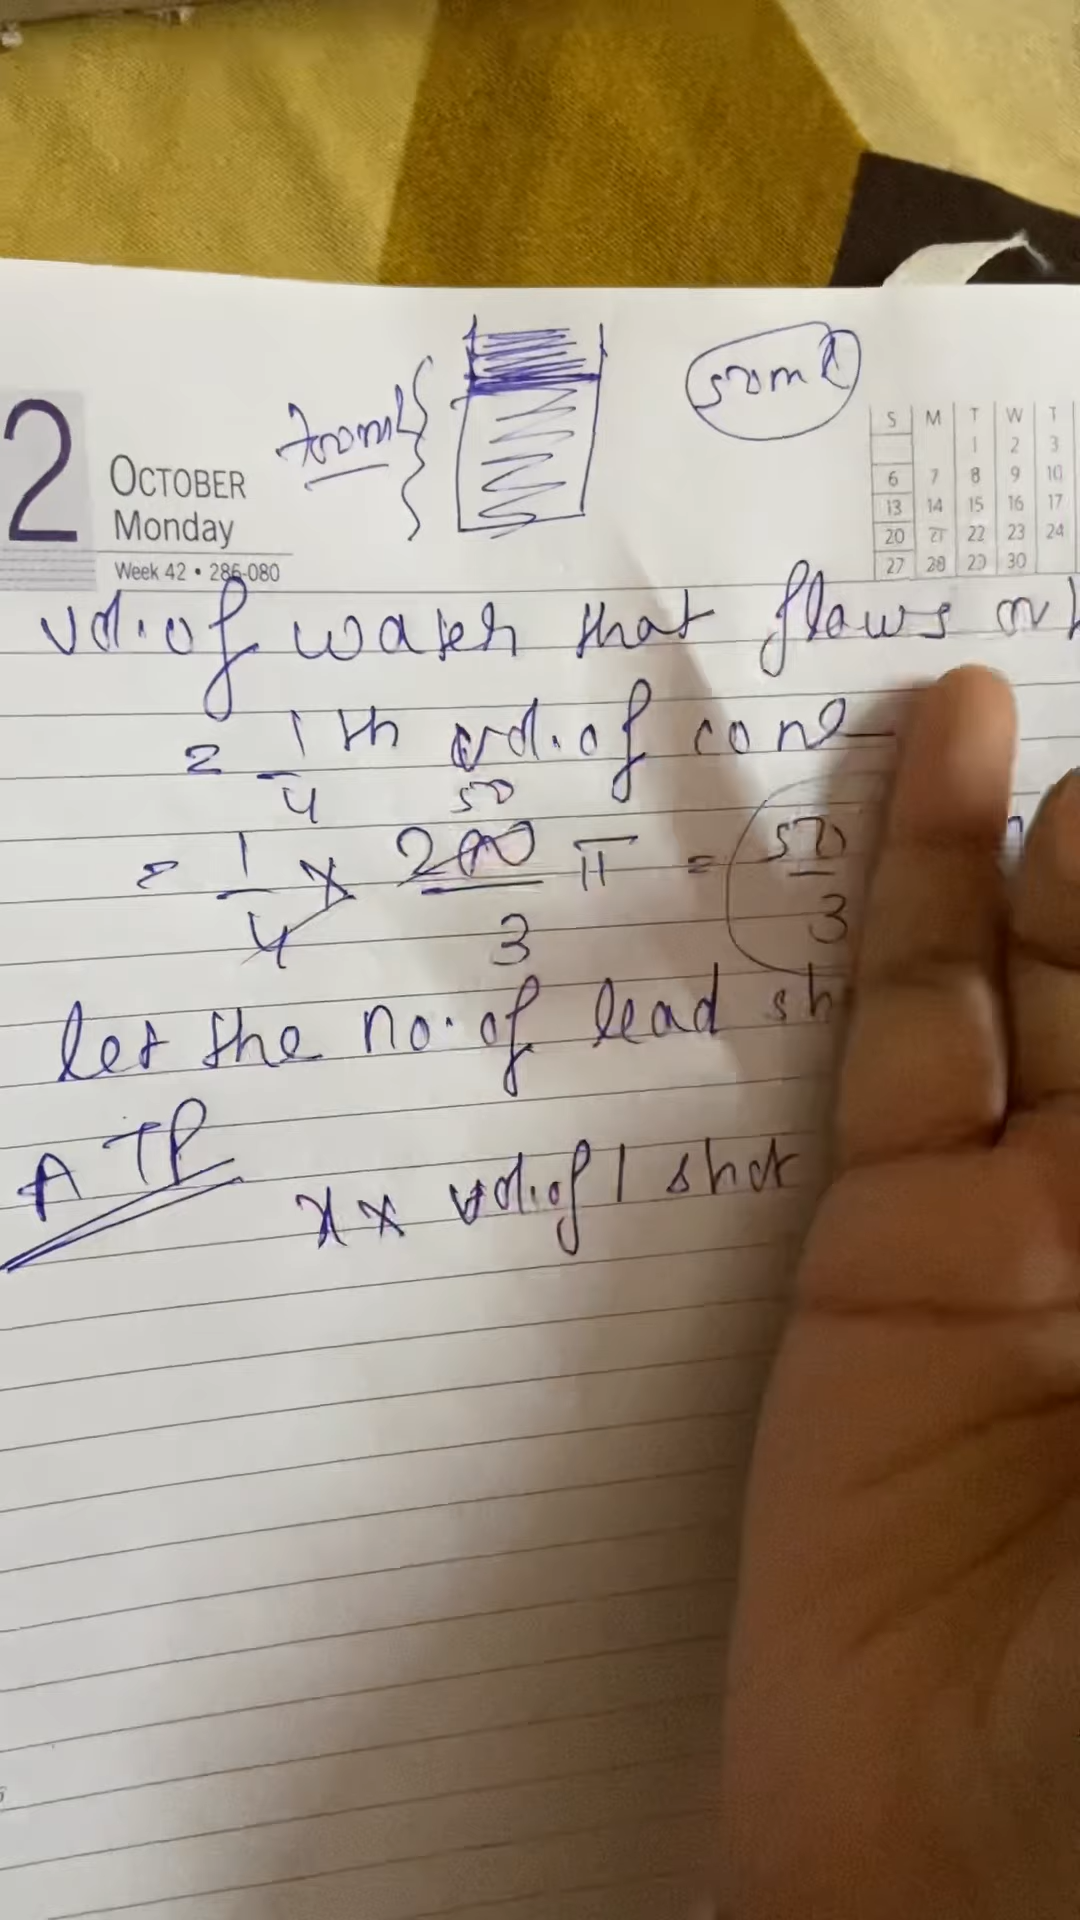 700ml
50ml
2
OCTOBER
Monday
Week 42 • 286-080
S M T W T
1 2 3
6 7 8 9 10
13 14 15 16 17
20 21 22 23 24
27 28 29 30
vol. of water that flows out
= 1/4 th vol. of cone
50
= 1/4 x 200/3 π = 50/3
let the no. of lead sh
ATP
x x vol. of 1 shot